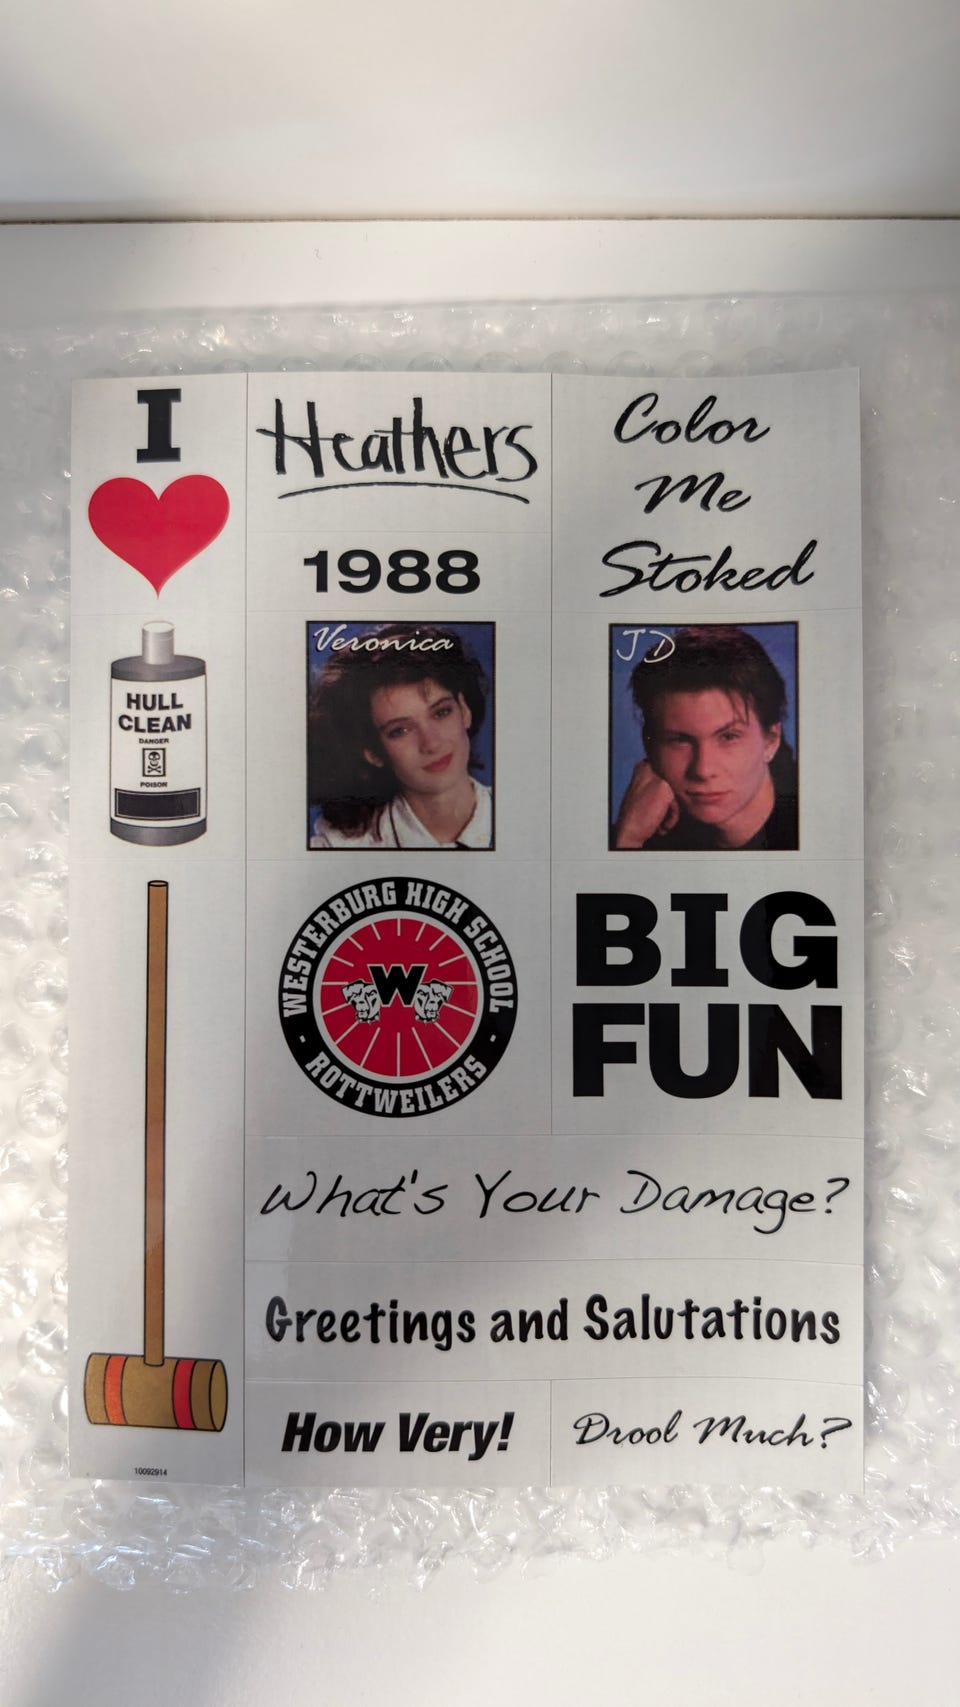 I
Heathers
1988
Color
Me
Stoked
HULL
CLEAN
DANGER
POISON
Veronica
JD
WESTERBURG HIGH SCHOOL
W
· ROTTWEILERS ·
BIG
FUN
What's Your Damage?
Greetings and Salutations
How Very!
Drool Much?
10092914